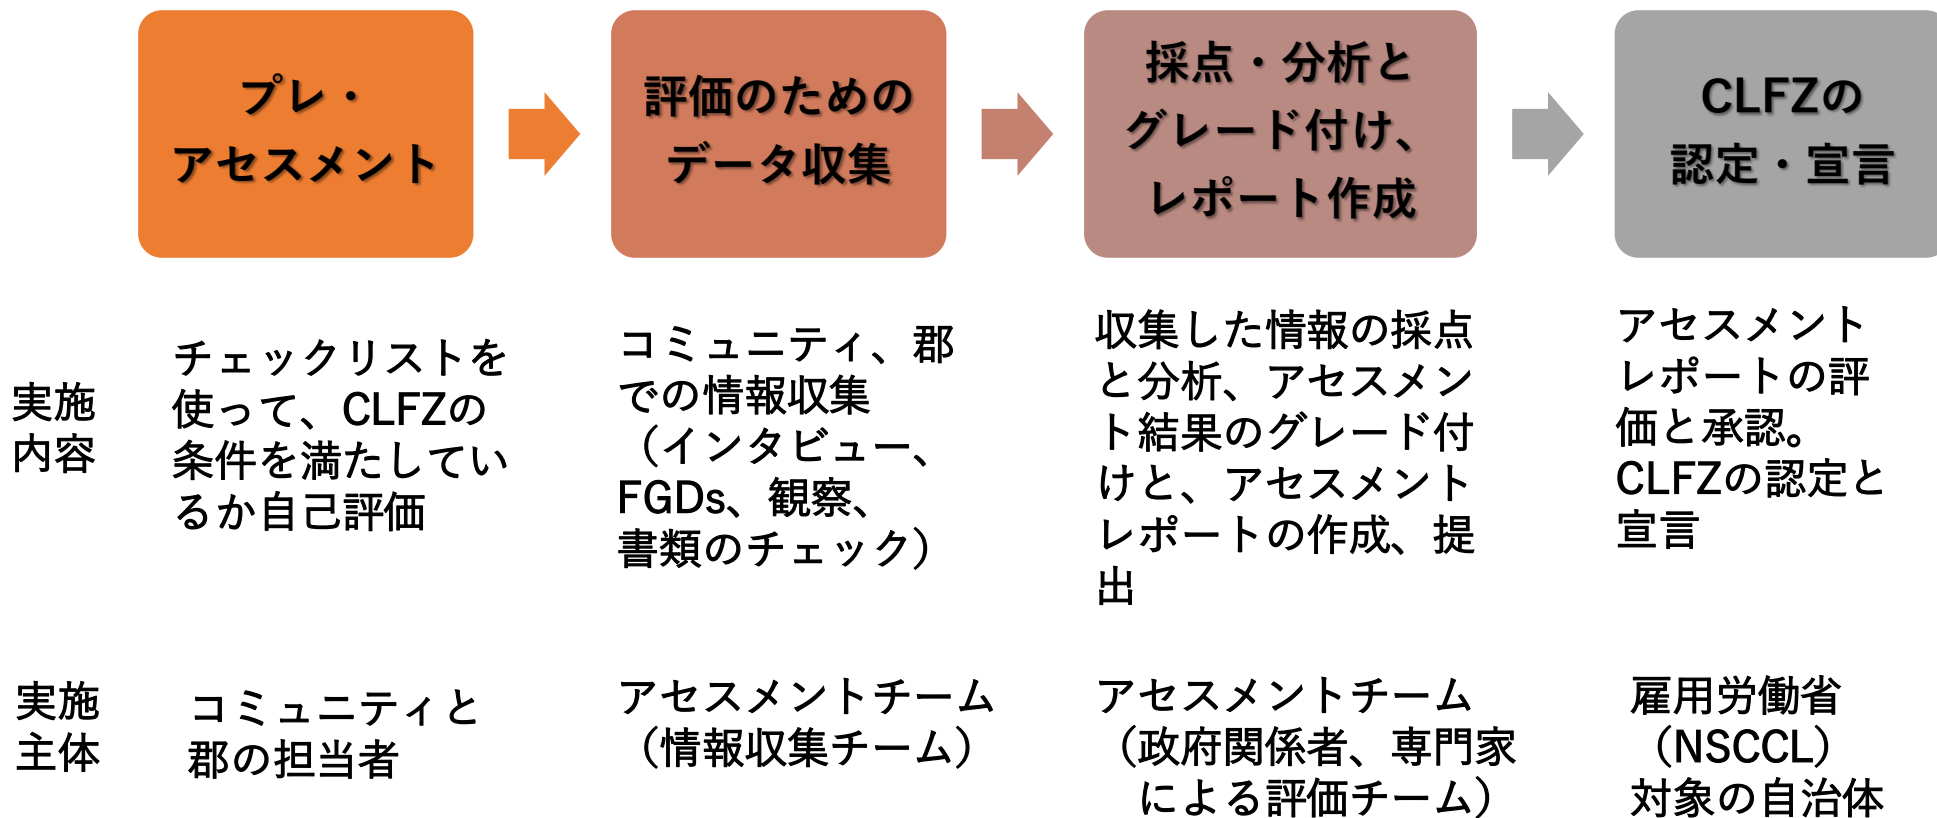 プレ・
アセスメント
評価のための
データ収集
採点・分析と
グレード付け、
レポート作成
CLFZの
認定・宣言
実施
内容
チェックリストを
使って、CLFZの
条件を満たしてい
るか自己評価
コミュニティ、郡
での情報収集
（インタビュー、
FGDs、観察、
書類のチェック）
収集した情報の採点
と分析、アセスメン
ト結果のグレード付
けと、アセスメント
レポートの作成、提
出
アセスメント
レポートの評
価と承認。
CLFZの認定と
宣言
実施
主体
コミュニティと
郡の担当者
アセスメントチーム
（情報収集チーム）
アセスメントチーム
（政府関係者、専門家
による評価チーム）
雇用労働省
（NSCCL）
対象の自治体